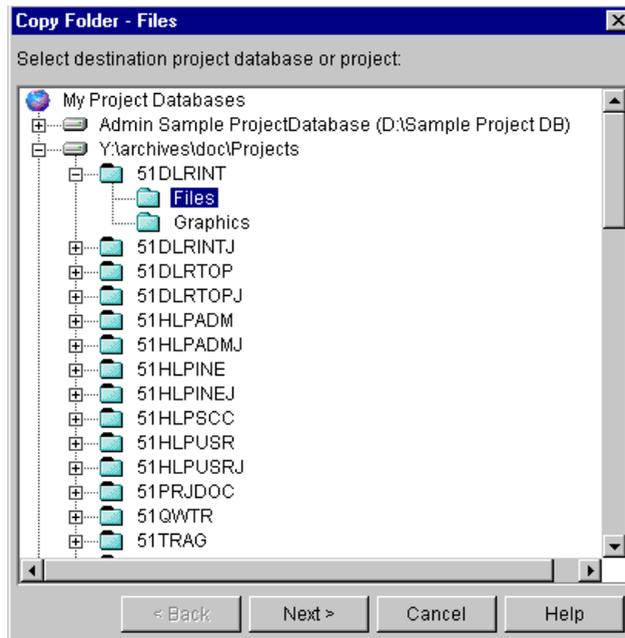 Copy Folder - Files
Select destination project database or project:
My Project Databases
Admin Sample ProjectDatabase (D:\Sample Project DB)
Y:\archives\doc\Projects
51DLRINT
Files
Graphics
51DLRINTJ
51DLRTOP
51DLRTOPJ
51HLPADM
51HLPADMJ
51HLPINE
51HLPINEJ
51HLPSCC
51HLPUSR
51HLPUSRJ
51PRJDOC
51QWTR
51TRAG
< Back
Next >
Cancel
Help